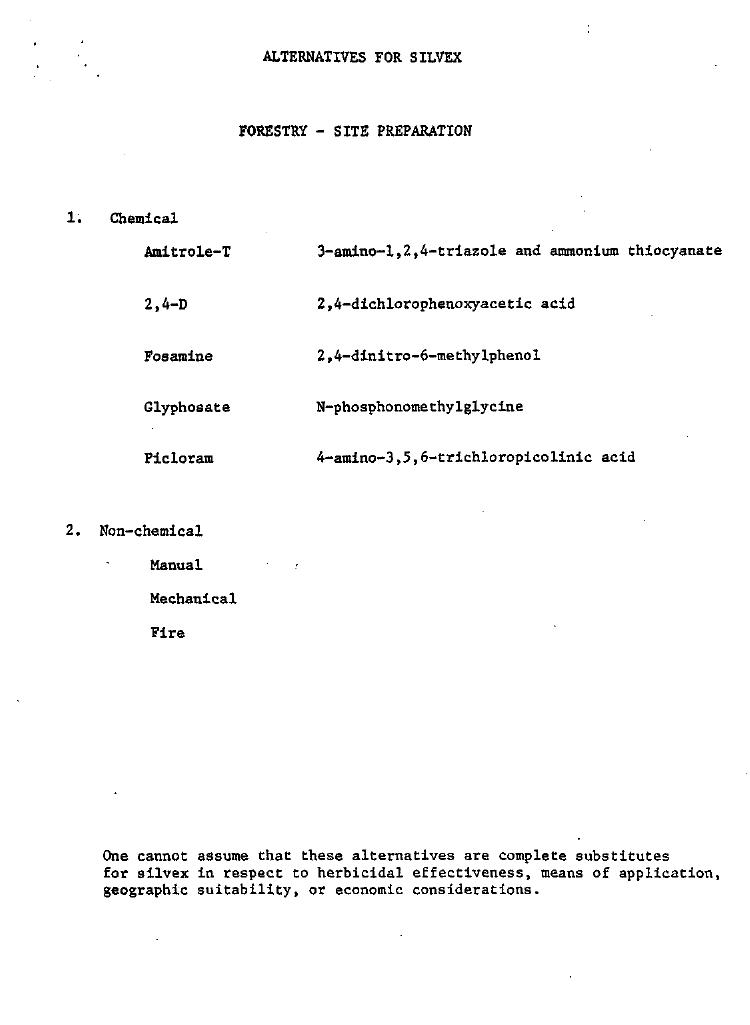 ALTERNATIVES FOR SILVEX
FORESTRY - SITE PREPARATION
1. Chemical
Amitrole-T 3-amino-1,2,4-triazole and ammonium thiocyanate
2,4-D 2,4-dichlorophenoxyacetic acid
Fosamine 2,4-dinitro-6-methylphenol
Glyphosate N-phosphonomethylglycine
Picloram 4-amino-3,5,6-trichloropicolinic acid
2. Non-chemical
Manual
Mechanical
Fire
One cannot assume that these alternatives are complete substitutes
for silvex in respect to herbicidal effectiveness, means of application,
geographic suitability, or economic considerations.